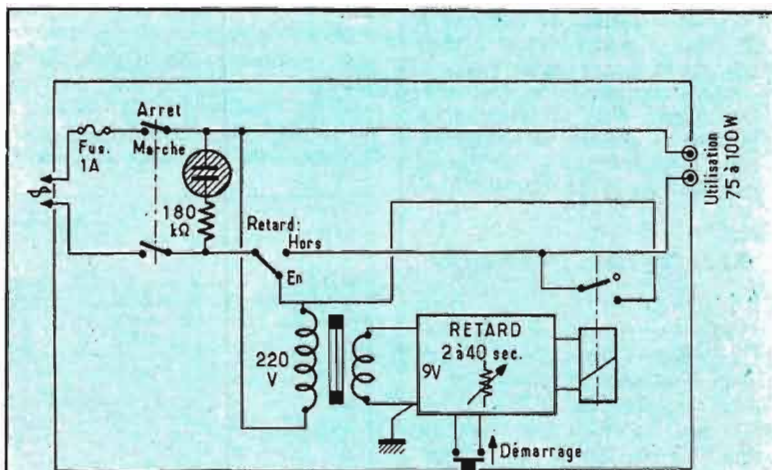 Arret
Marche
Fus.
1A
180
kΩ
Retard:
Hors
En
Utilisation
75 à 100W
220
V
RETARD
2 à 40 sec.
9V
Démarrage